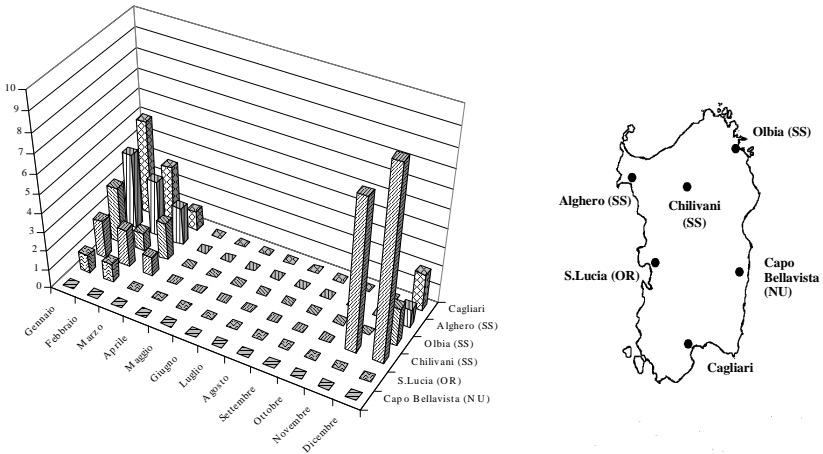 10
9
8
7
6
5
4
3
2
1
0
Gennaio
Febbraio
Marzo
Aprile
Maggio
Giugno
Luglio
Agosto
Settembre
Ottobre
Novembre
Dicembre
Cagliari
Alghero (SS)
Olbia (SS)
Chilivani (SS)
S.Lucia (OR)
Capo Bellavista (NU)
Olbia (SS)
Alghero (SS)
Chilivani
(SS)
S.Lucia (OR)
Capo
Bellavista
(NU)
Cagliari